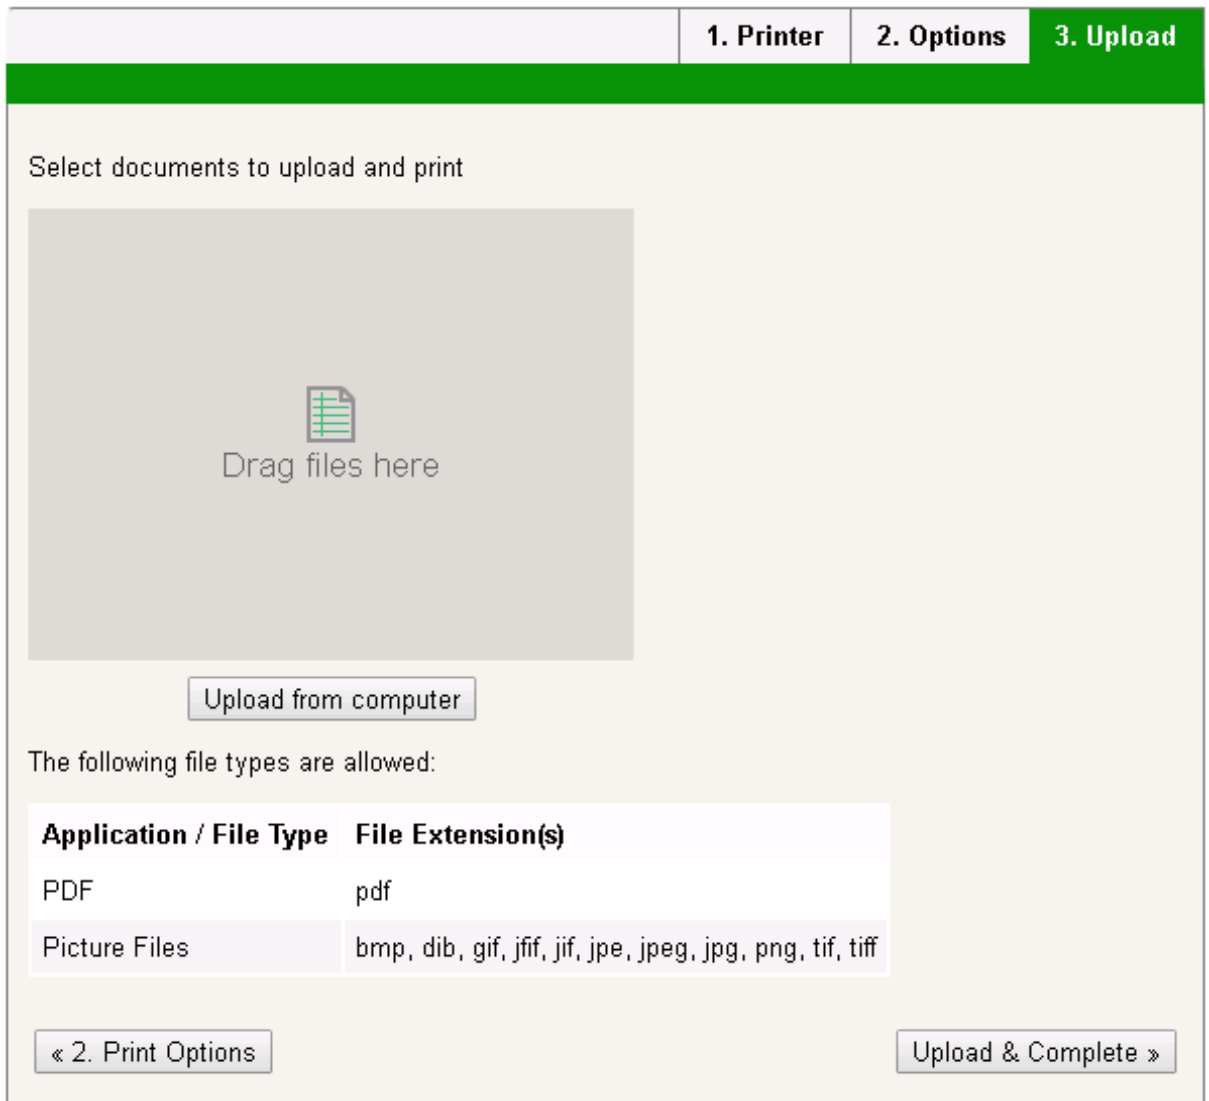 1. Printer 2. Options 3. Upload
Select documents to upload and print
Drag files here
Upload from computer
The following file types are allowed:
Application / File Type File Extension(s)
PDF pdf
Picture Files bmp, dib, gif, jfif, jif, jpe, jpeg, jpg, png, tif, tiff
« 2. Print Options Upload & Complete »